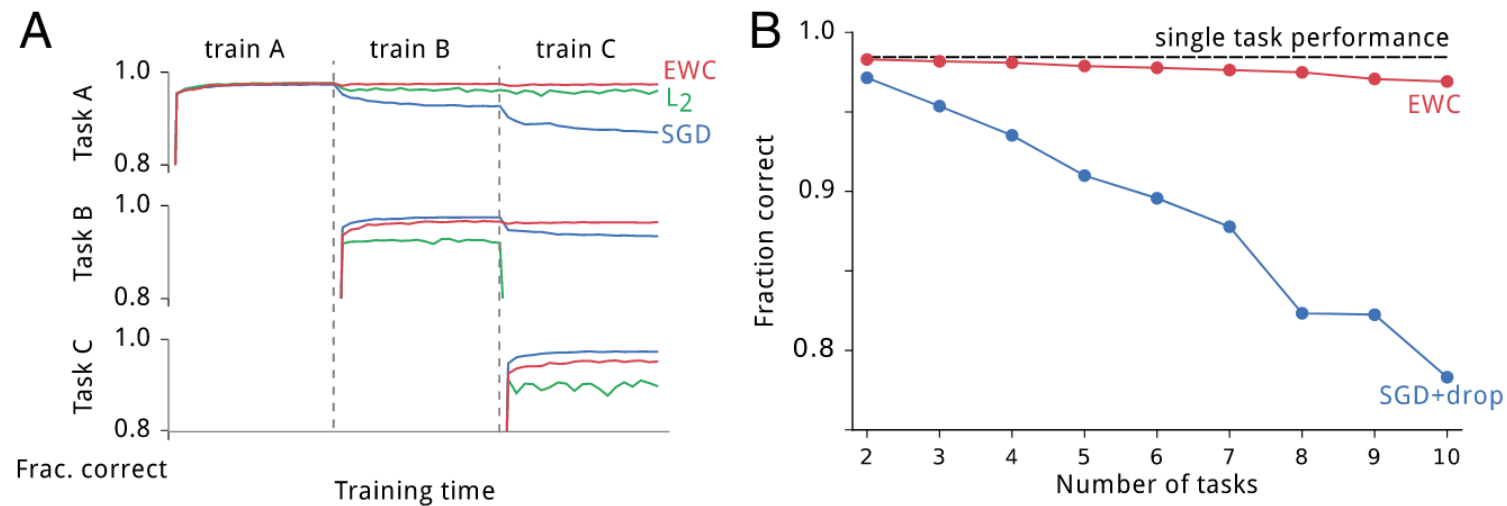 A
train A
train B
train C
Task A
1.0
0.8
EWC
L2
SGD
Task B
1.0
0.8
Task C
1.0
0.8
Frac. correct
Training time
B
1.0
0.9
0.8
Fraction correct
single task performance
EWC
SGD+drop
2 3 4 5 6 7 8 9 10
Number of tasks